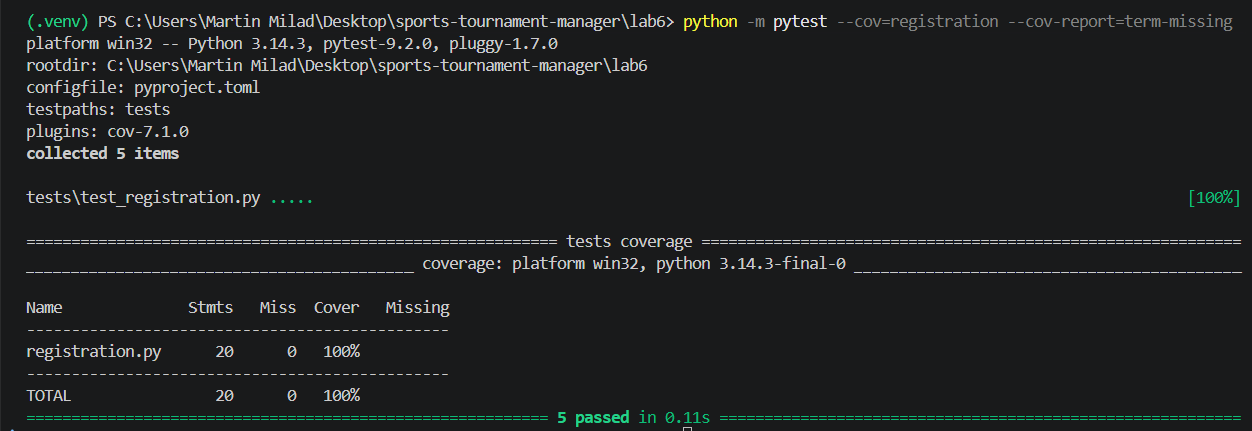 (.venv) PS C:\Users\Martin Milad\Desktop\sports-tournament-manager\lab6> python -m pytest --cov=registration --cov-report=term-missing
platform win32 -- Python 3.14.3, pytest-9.2.0, pluggy-1.7.0
rootdir: C:\Users\Martin Milad\Desktop\sports-tournament-manager\lab6
configfile: pyproject.toml
testpaths: tests
plugins: cov-7.1.0
collected 5 items
tests\test_registration.py ..... [100%]
=========================================================== tests coverage ============================================================
___________________________________________ coverage: platform win32, python 3.14.3-final-0 ___________________________________________
Name Stmts Miss Cover Missing
-----------------------------------------------
registration.py 20 0 100%
-----------------------------------------------
TOTAL 20 0 100%
========================================================== 5 passed in 0.11s ==========================================================